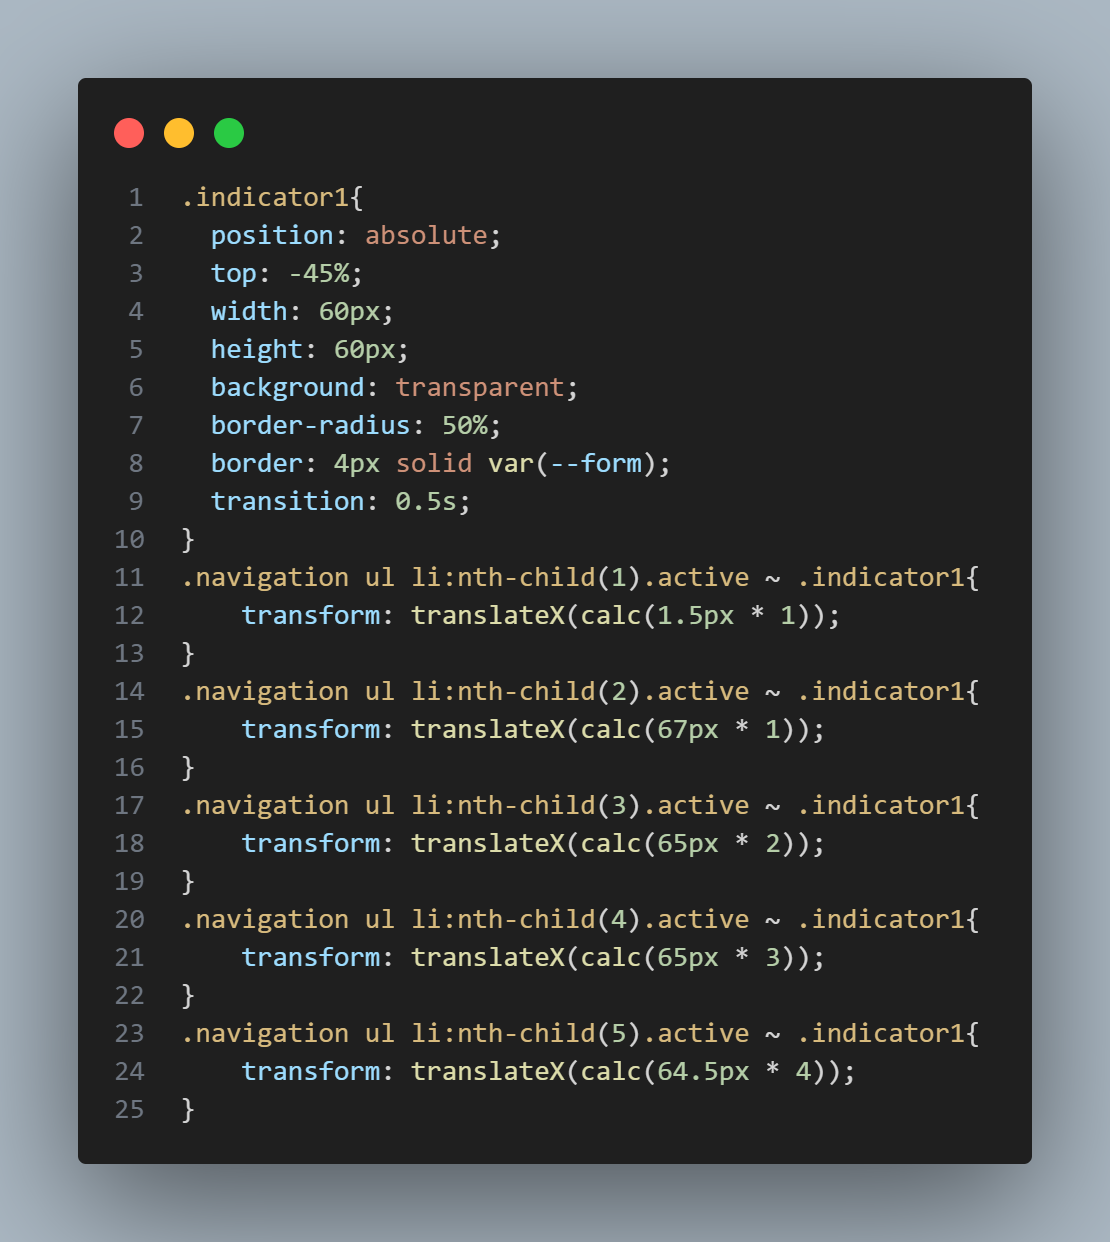 1 .indicator1{
2 position: absolute;
3 top: -45%;
4 width: 60px;
5 height: 60px;
6 background: transparent;
7 border-radius: 50%;
8 border: 4px solid var(--form);
9 transition: 0.5s;
10 }
11 .navigation ul li:nth-child(1).active ~ .indicator1{
12 transform: translateX(calc(1.5px * 1));
13 }
14 .navigation ul li:nth-child(2).active ~ .indicator1{
15 transform: translateX(calc(67px * 1));
16 }
17 .navigation ul li:nth-child(3).active ~ .indicator1{
18 transform: translateX(calc(65px * 2));
19 }
20 .navigation ul li:nth-child(4).active ~ .indicator1{
21 transform: translateX(calc(65px * 3));
22 }
23 .navigation ul li:nth-child(5).active ~ .indicator1{
24 transform: translateX(calc(64.5px * 4));
25 }